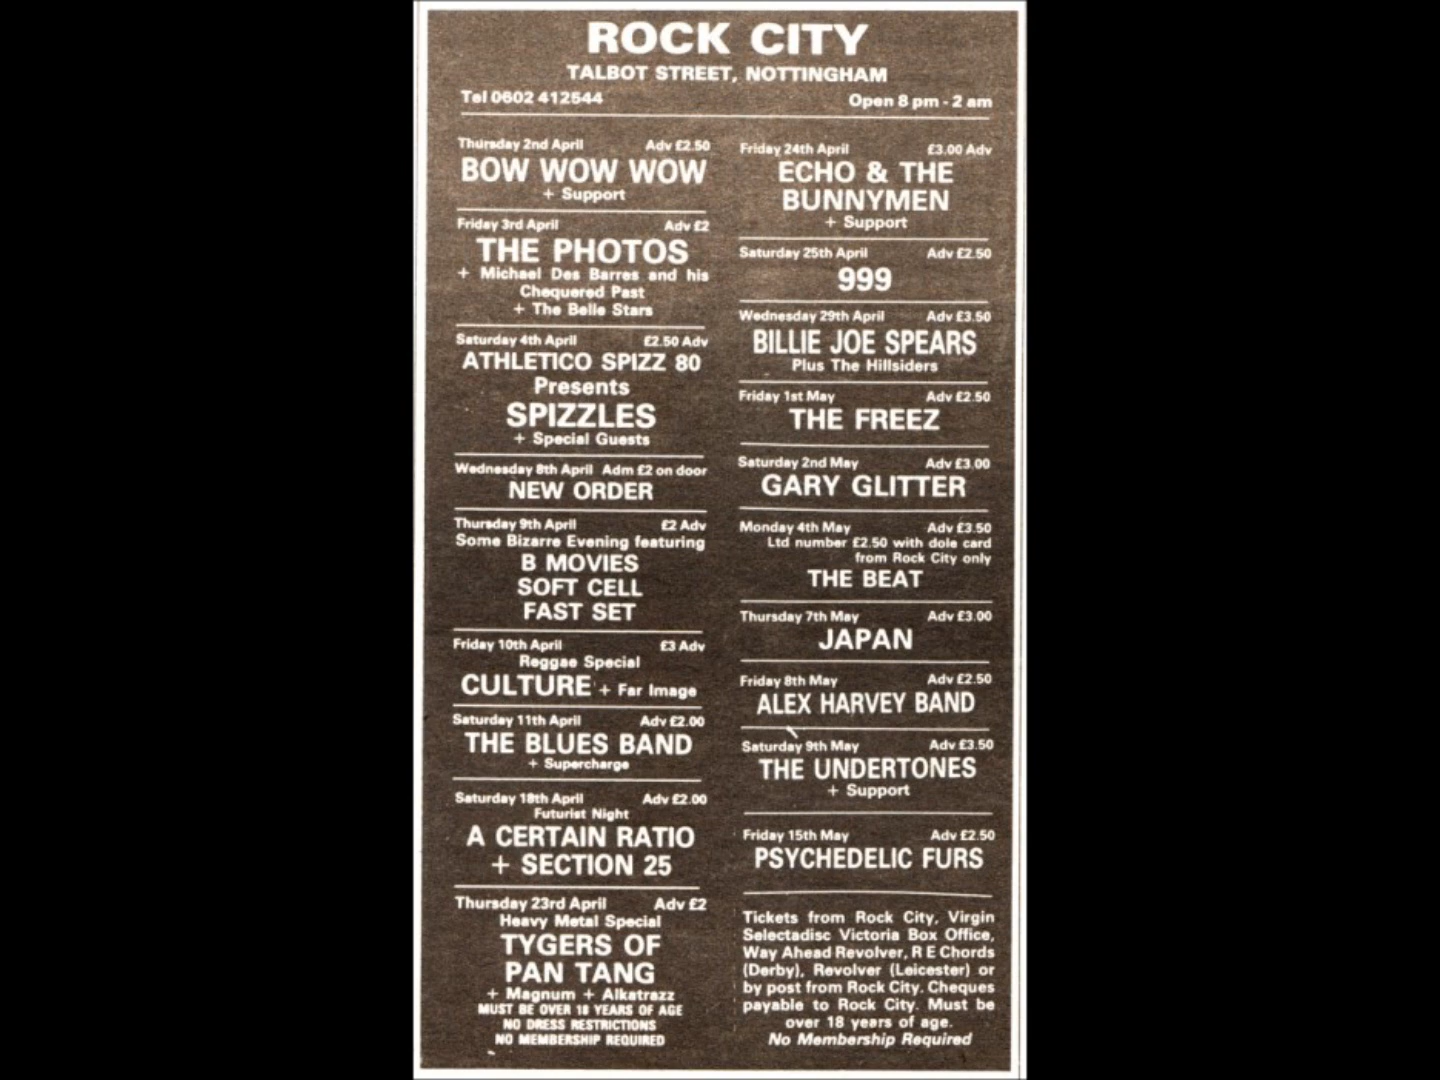 ROCK CITY
TALBOT STREET, NOTTINGHAM
Tel 0602 412544
Open 8 pm - 2 am
Thursday 2nd April Adv £2.50
BOW WOW WOW
+ Support
Friday 3rd April Adv £2
THE PHOTOS
+ Michael Des Barres and his
Chequered Past
+ The Belle Stars
Saturday 4th April £2.50 Adv
ATHLETICO SPIZZ 80
Presents
SPIZZLES
+ Special Guests
Wednesday 8th April Adm £2 on door
NEW ORDER
Thursday 9th April £2 Adv
Some Bizarre Evening featuring
B MOVIES
SOFT CELL
FAST SET
Friday 10th April £3 Adv
Reggae Special
CULTURE + Far Image
Saturday 11th April Adv £2.00
THE BLUES BAND
+ Supercharge
Saturday 18th April Adv £2.00
Futurist Night
A CERTAIN RATIO
+ SECTION 25
Thursday 23rd April Adv £2
Heavy Metal Special
TYGERS OF
PAN TANG
+ Magnum + Alkatrazz
MUST BE OVER 18 YEARS OF AGE
NO DRESS RESTRICTIONS
NO MEMBERSHIP REQUIRED
Friday 24th April £3.00 Adv
ECHO & THE
BUNNYMEN
+ Support
Saturday 25th April Adv £2.50
999
Wednesday 29th April Adv £3.50
BILLIE JOE SPEARS
Plus The Hillsiders
Friday 1st May Adv £2.50
THE FREEZ
Saturday 2nd May Adv £3.00
GARY GLITTER
Monday 4th May Adv £3.50
Ltd number £2.50 with dole card
from Rock City only
THE BEAT
Thursday 7th May Adv £3.00
JAPAN
Friday 8th May Adv £2.50
ALEX HARVEY BAND
Saturday 9th May Adv £3.50
THE UNDERTONES
+ Support
Friday 15th May Adv £2.50
PSYCHEDELIC FURS
Tickets from Rock City, Virgin
Selectadisc Victoria Box Office,
Way Ahead Revolver, R E Chords
(Derby), Revolver (Leicester) or
by post from Rock City. Cheques
payable to Rock City. Must be
over 18 years of age.
No Membership Required